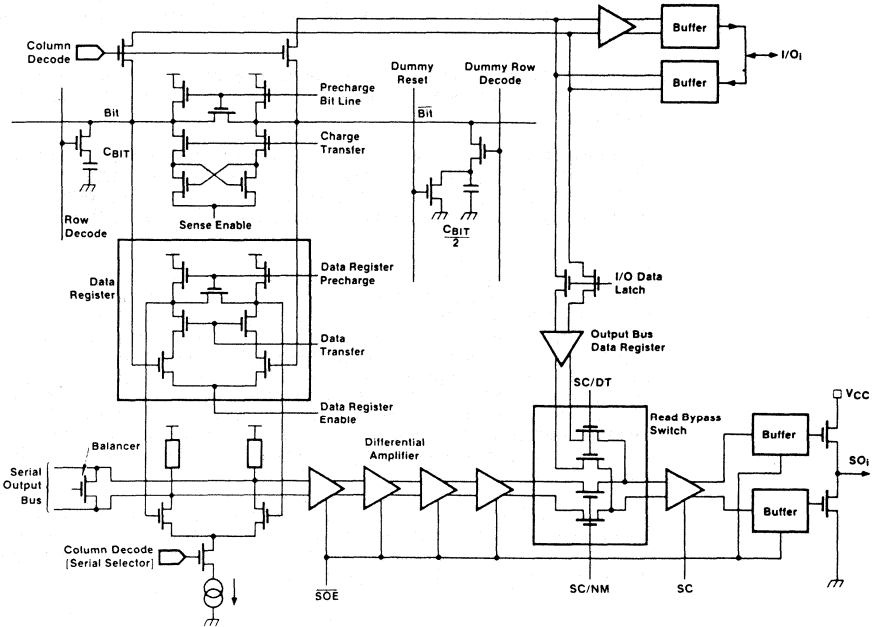 Column
Decode
Buffer
I/Oi
Buffer
Dummy
Reset
Dummy Row
Decode
Precharge
Bit Line
Bit
B̅i̅t̅
Charge
Transfer
CBIT
Row
Decode
Sense Enable
CBIT
2
Data
Register
Data Register
Precharge
I/O Data
Latch
Data
Transfer
Output Bus
Data Register
SC/DT
Data Register
Enable
Read Bypass
Switch
VCC
Balancer
Differential
Amplifier
Buffer
Serial
Output
Bus
SOi
Buffer
Column Decode
[Serial Selector]
S̅O̅E̅
SC/NM
SC